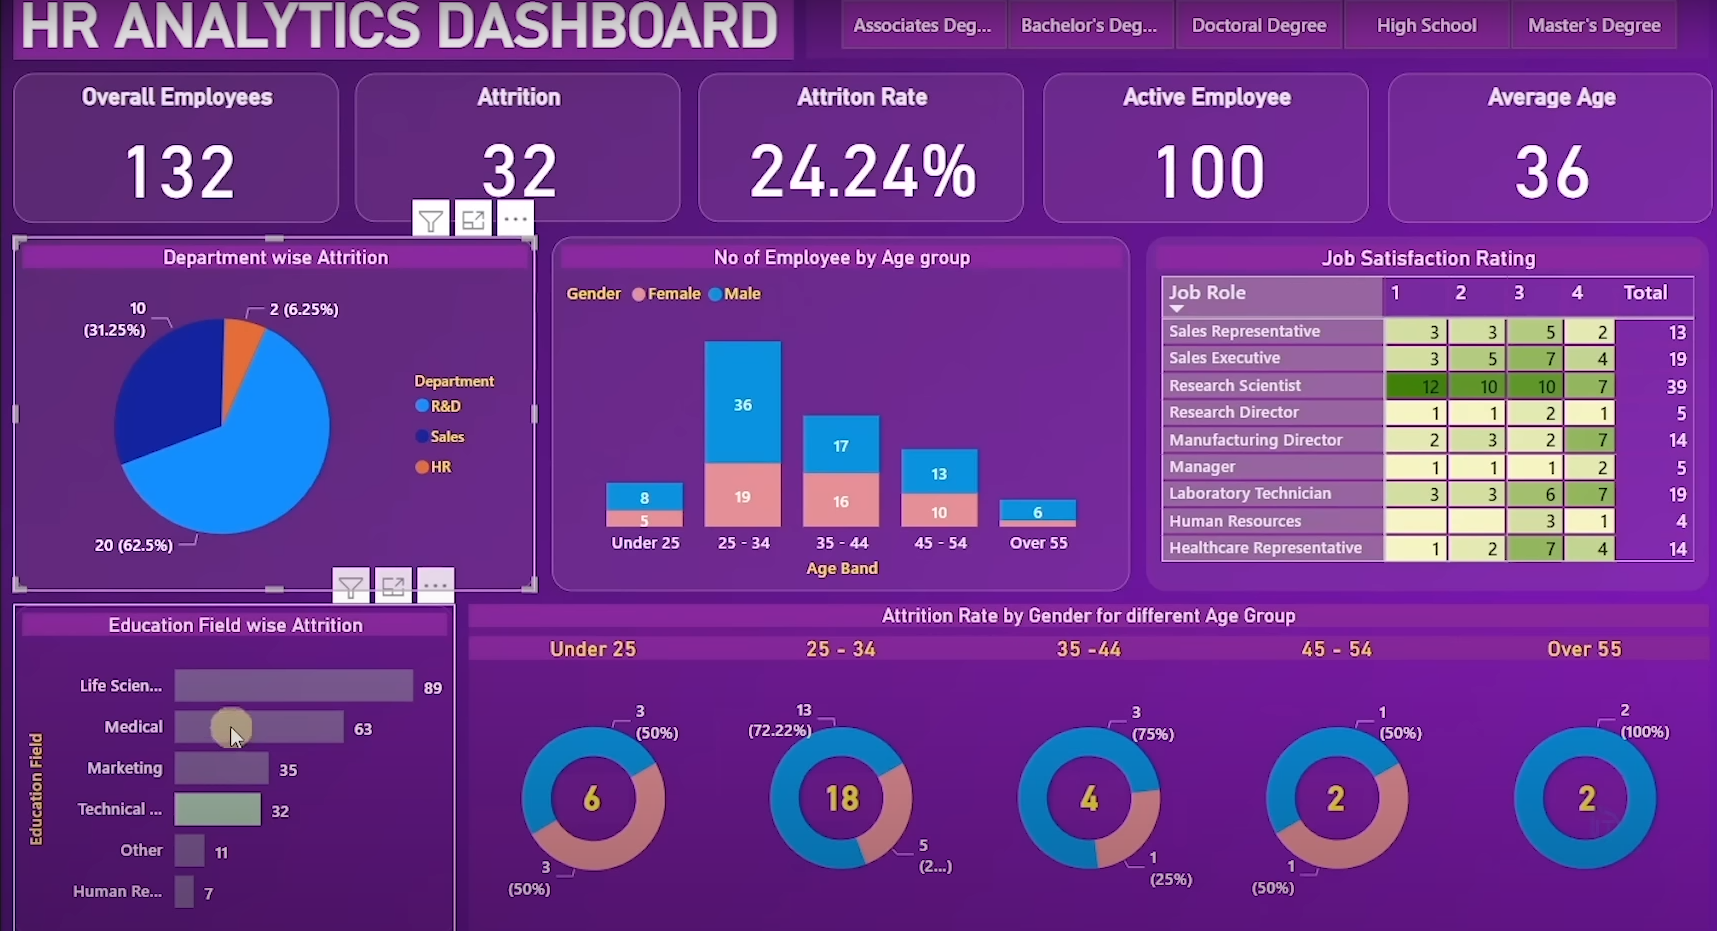 HR ANALYTICS DASHBOARD
Associates Deg... Bachelor's Deg... Doctoral Degree High School Master's Degree
Overall Employees
132
Attrition
32
Attriton Rate
24.24%
Active Employee
100
Average Age
36
Department wise Attrition
10
(31.25%)
2 (6.25%)
20 (62.5%)
Department
R&D
Sales
HR
No of Employee by Age group
Gender Female Male
8
5
36
19
17
16
13
10
6
Under 25 25 - 34 35 - 44 45 - 54 Over 55
Age Band
Job Satisfaction Rating
Job Role 1 2 3 4 Total
Sales Representative 3 3 5 2 13
Sales Executive 3 5 7 4 19
Research Scientist 12 10 10 7 39
Research Director 1 1 2 1 5
Manufacturing Director 2 3 2 7 14
Manager 1 1 1 2 5
Laboratory Technician 3 3 6 7 19
Human Resources 3 1 4
Healthcare Representative 1 2 7 4 14
Education Field wise Attrition
Education Field
Life Scien... 89
Medical 63
Marketing 35
Technical ... 32
Other 11
Human Re... 7
Attrition Rate by Gender for different Age Group
Under 25 25 - 34 35 -44 45 - 54 Over 55
3
(50%)
6
3
(50%)
13
(72.22%)
18
5
(2...)
3
(75%)
4
1
(25%)
1
(50%)
2
1
(50%)
2
(100%)
2